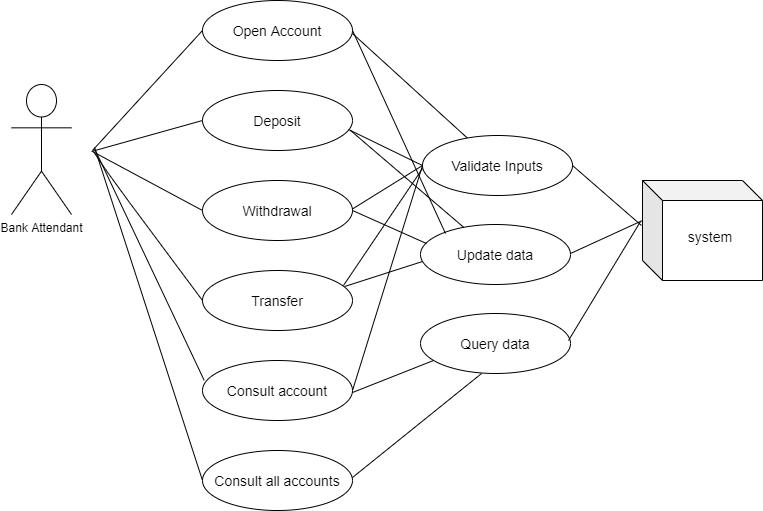 Open Account
Deposit
Validate Inputs
Withdrawal
Bank Attendant
system
Update data
Transfer
Query data
Consult account
Consult all accounts